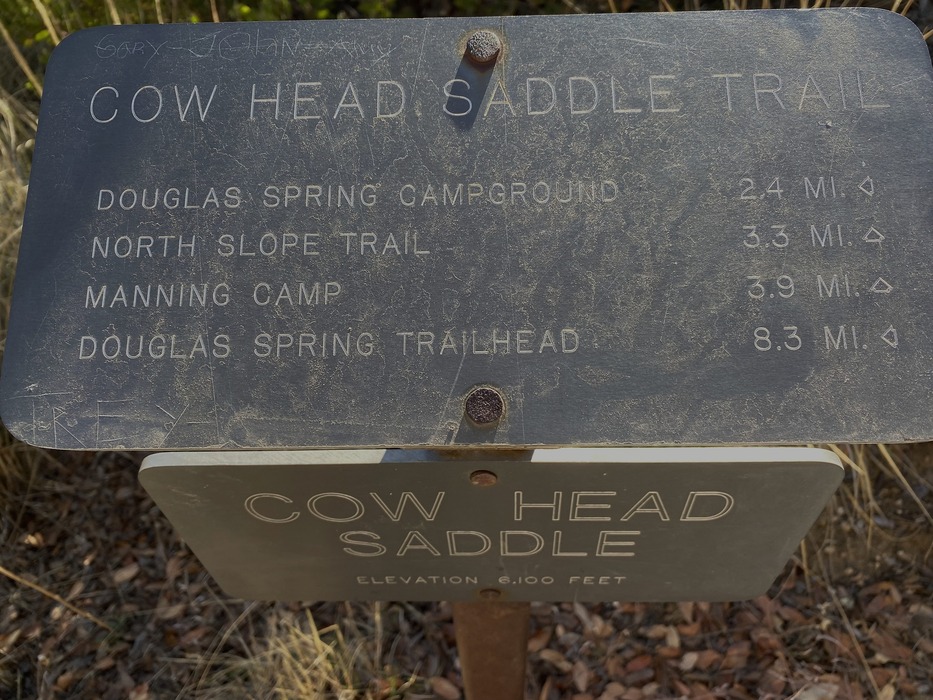 COW HEAD SADDLE TRAIL
DOUGLAS SPRING CAMPGROUND 2.4 MI.
NORTH SLOPE TRAIL 3.3 MI.
MANNING CAMP 3.9 MI.
DOUGLAS SPRING TRAILHEAD 8.3 MI.
COW HEAD
SADDLE
ELEVATION 6,100 FEET